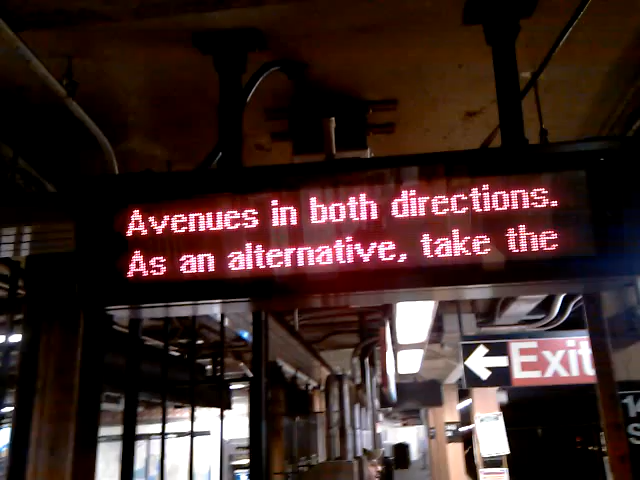 Avenues in both directions.
As an alternative, take the
Exit